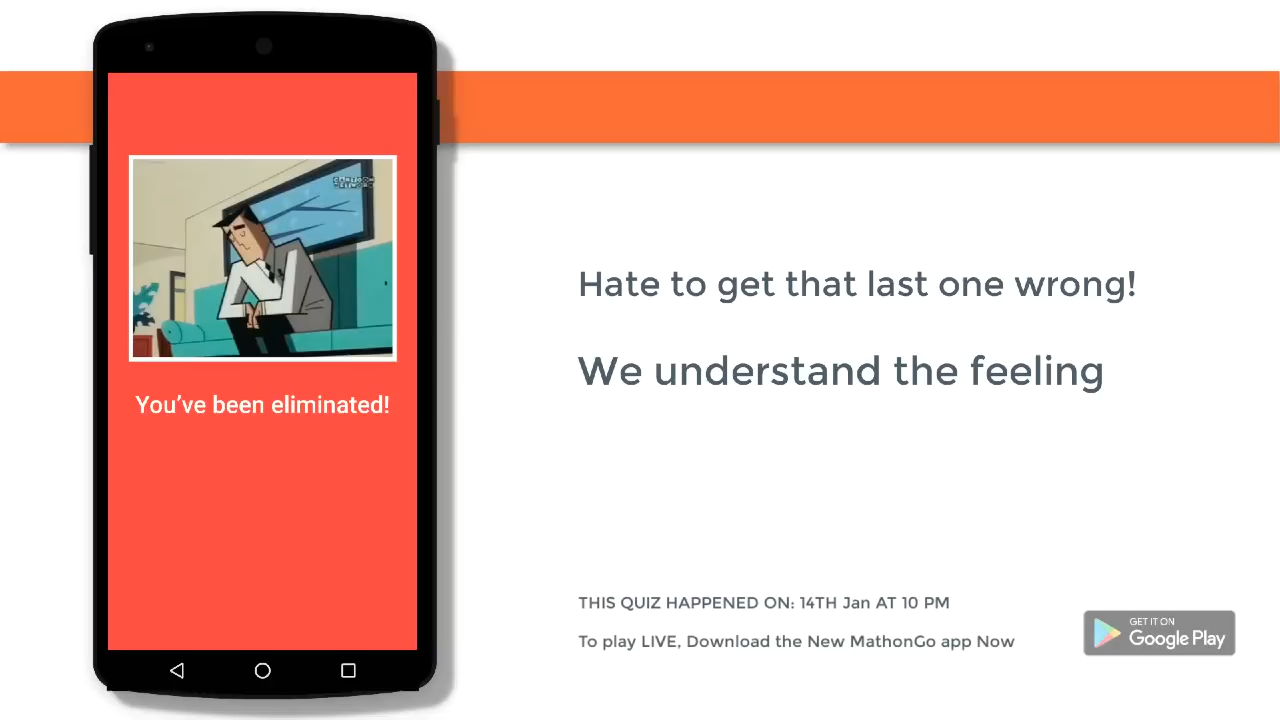 CARTOON
NETWORK
You've been eliminated!
Hate to get that last one wrong!
We understand the feeling
THIS QUIZ HAPPENED ON: 14TH Jan AT 10 PM
To play LIVE, Download the New MathonGo app Now
GET IT ON
Google Play